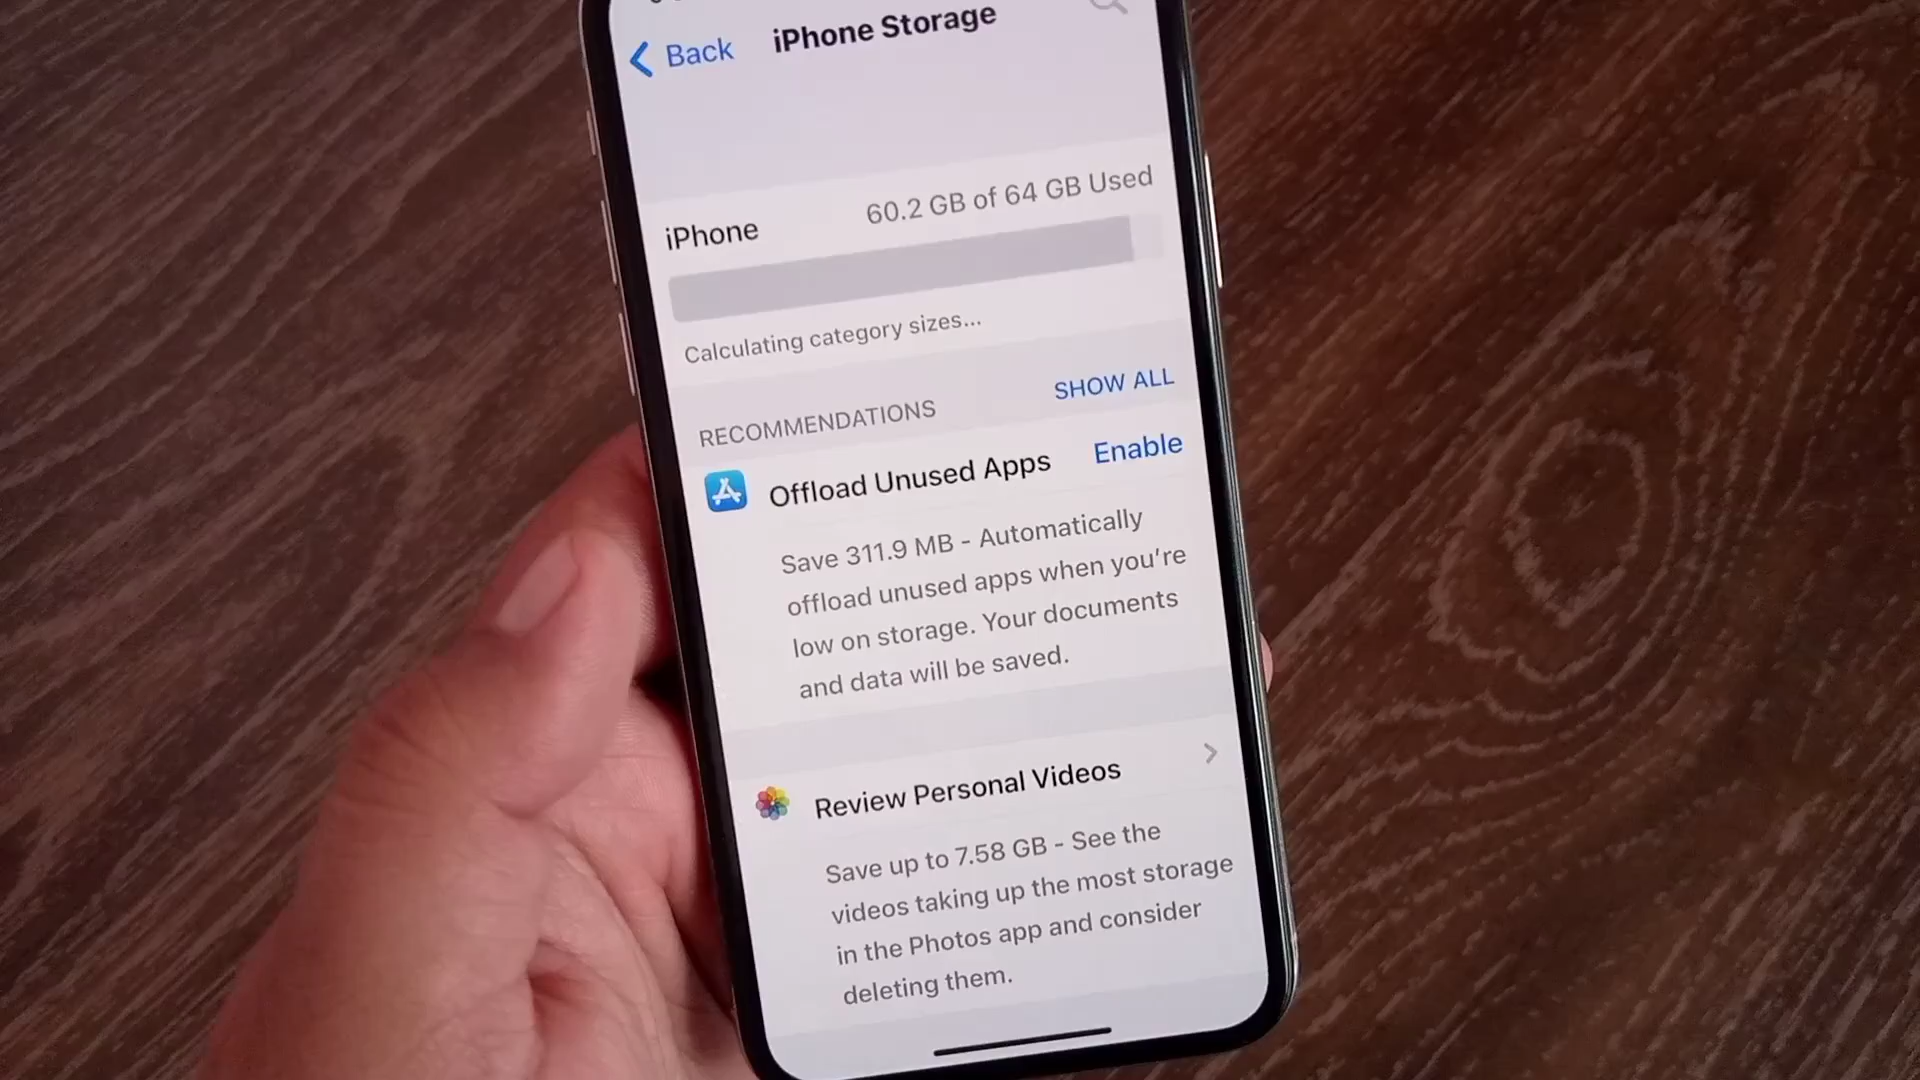 Back
iPhone Storage
iPhone
60.2 GB of 64 GB Used
Calculating category sizes...
RECOMMENDATIONS
SHOW ALL
Offload Unused Apps
Enable
Save 311.9 MB - Automatically
offload unused apps when you're
low on storage. Your documents
and data will be saved.
Review Personal Videos
Save up to 7.58 GB - See the
videos taking up the most storage
in the Photos app and consider
deleting them.